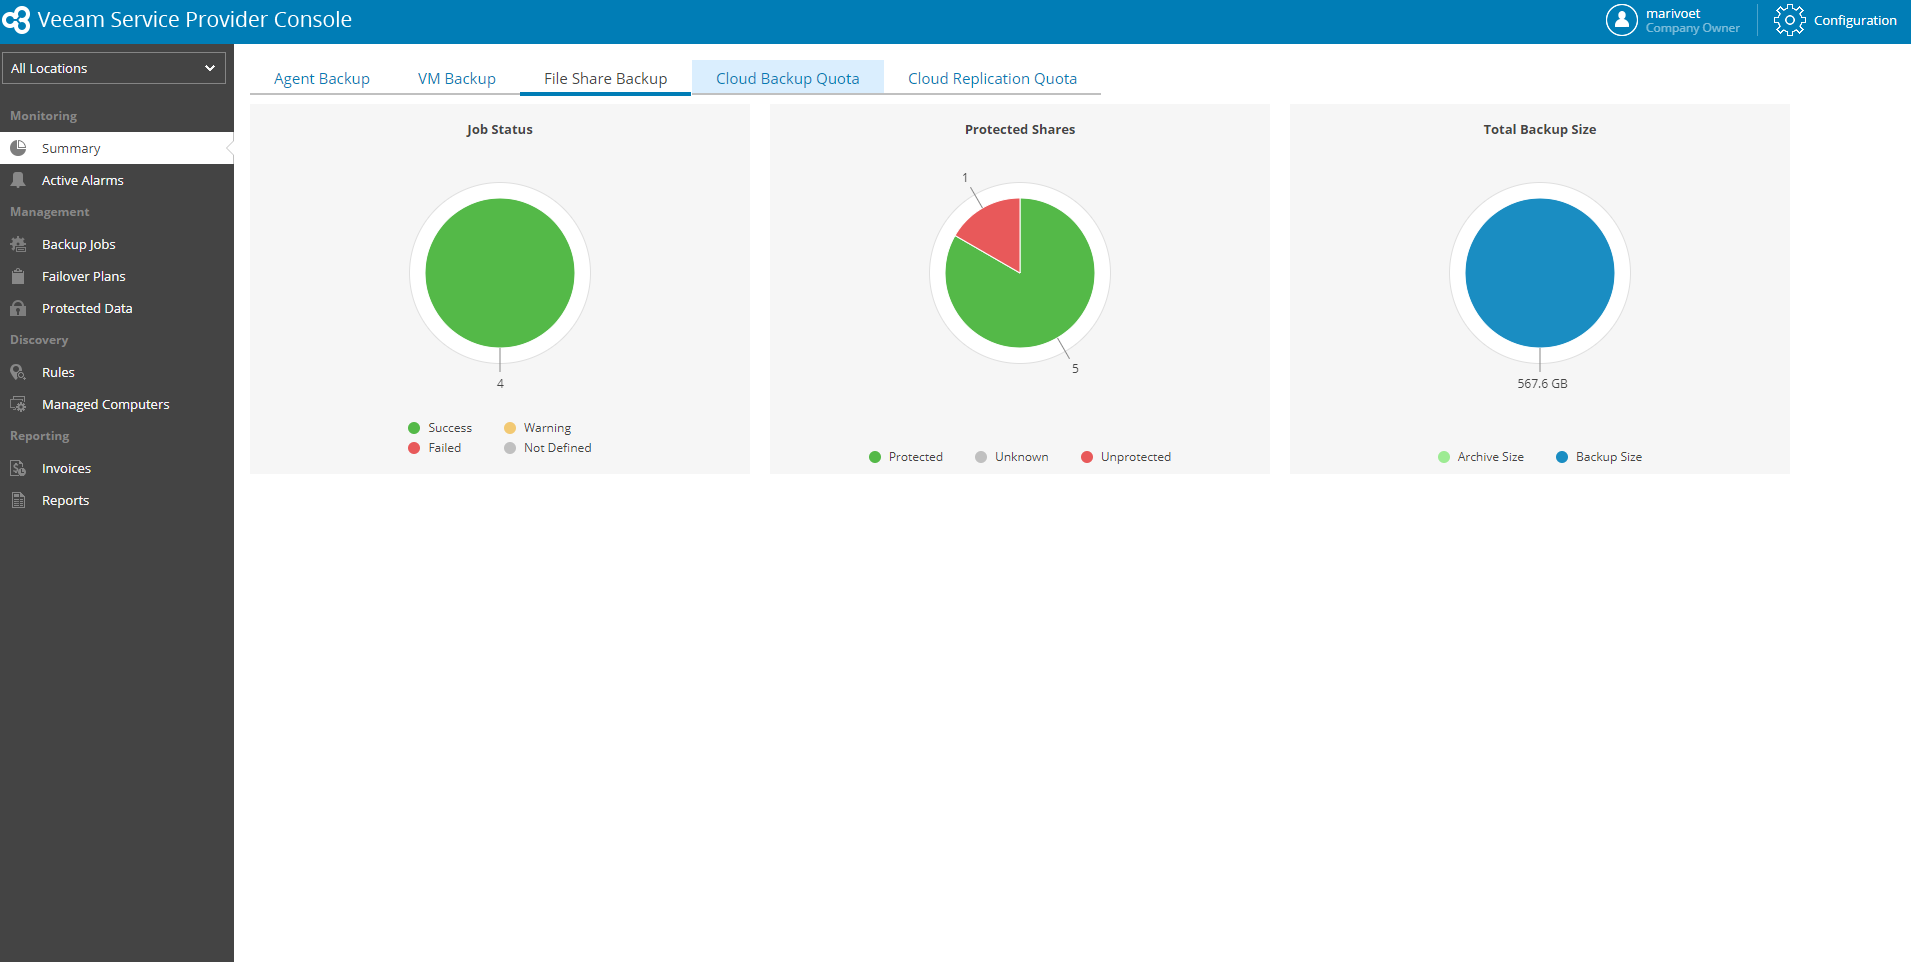 Veeam Service Provider Console
marivoet
Company Owner
Configuration
All Locations
Monitoring
Summary
Active Alarms
Management
Backup Jobs
Failover Plans
Protected Data
Discovery
Rules
Managed Computers
Reporting
Invoices
Reports
Agent Backup
VM Backup
File Share Backup
Cloud Backup Quota
Cloud Replication Quota
Job Status
4
Success
Warning
Failed
Not Defined
Protected Shares
1
5
Protected
Unknown
Unprotected
Total Backup Size
567.6 GB
Archive Size
Backup Size